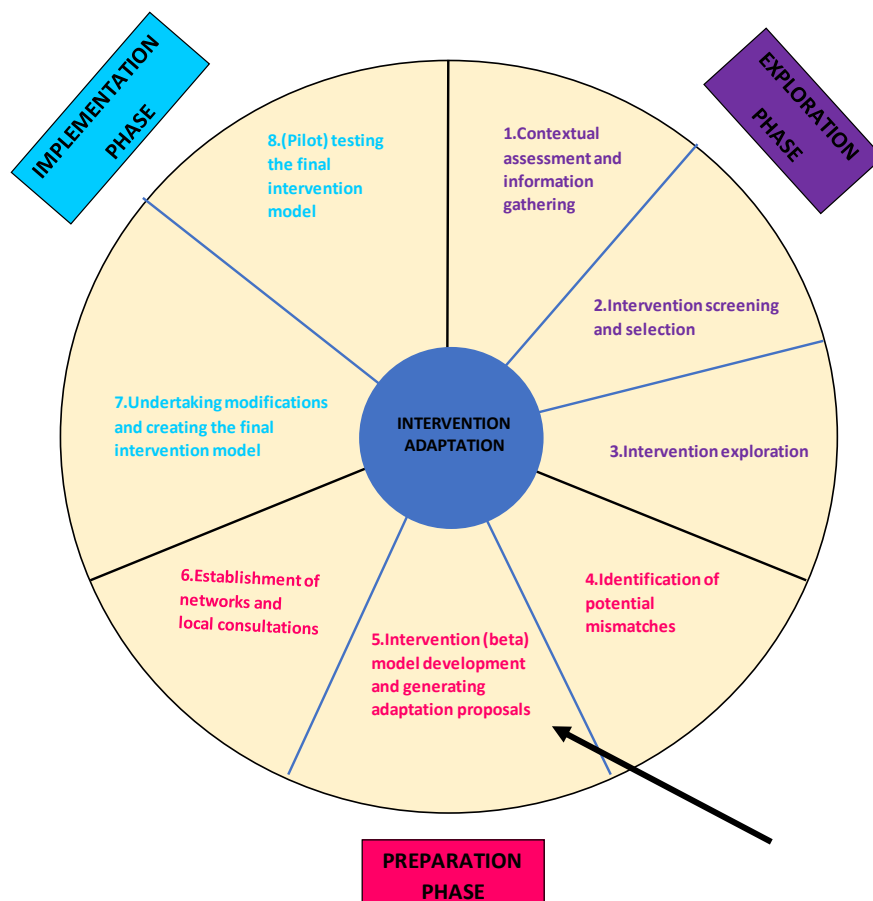 IMPLEMENTATION
PHASE
EXPLORATION
PHASE
8.(Pilot) testing
the final
intervention
model
1.Contextual
assessment and
information
gathering
2.Intervention screening
and selection
7.Undertaking modifications
and creating the final
intervention model
INTERVENTION
ADAPTATION
3.Intervention exploration
6.Establishment of
networks and
local consultations
5.Intervention (beta)
model development
and generating
adaptation proposals
4.Identification of
potential
mismatches
PREPARATION
PHASE